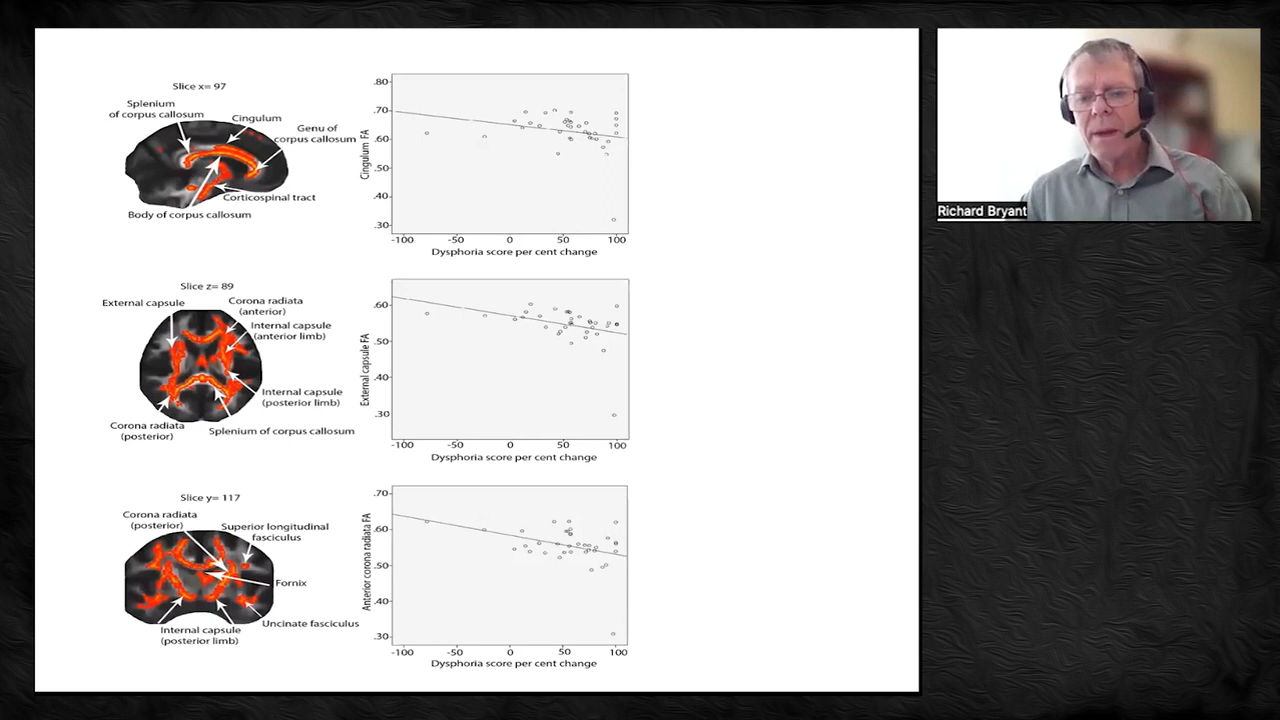 Slice x= 97
Splenium
of corpus callosum
Cingulum
Genu of
corpus callosum
Corticospinal tract
Body of corpus callosum
Cingulum FA
.80
.70
.60
.50
.40
.30
-100 -50 0 50 100
Dysphoria score per cent change
Richard Bryant
Slice z= 89
External capsule
Corona radiata
(anterior)
Internal capsule
(anterior limb)
Internal capsule
(posterior limb)
Corona radiata
(posterior)
Splenium of corpus callosum
External capsule FA
.60
.50
.40
.30
-100 -50 0 50 100
Dysphoria score per cent change
Slice y= 117
Corona radiata
(posterior)
Superior longitudinal
fasciculus
Fornix
Uncinate fasciculus
Internal capsule
(posterior limb)
Anterior corona radiata FA
.70
.60
.50
.40
.30
-100 -50 0 50 100
Dysphoria score per cent change